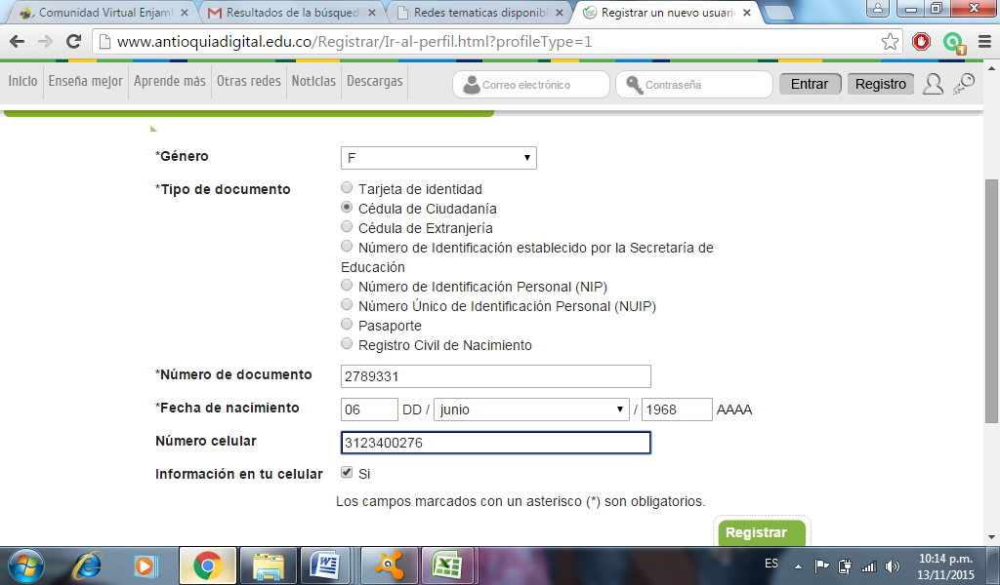 Comunidad Virtual Enjam
Resultados de la búsqued
Redes tematicas disponibl
Registrar un nuevo usuari
www.antioquiadigital.edu.co/Registrar/Ir-al-perfil.html?profileType=1
1
Inicio
Enseña mejor
Aprende más
Otras redes
Noticias
Descargas
Correo electrónico
Contraseña
Entrar
Registro
*Género
F
*Tipo de documento
Tarjeta de identidad
Cédula de Ciudadanía
Cédula de Extranjería
Número de Identificación establecido por la Secretaría de
Educación
Número de Identificación Personal (NIP)
Número Único de Identificación Personal (NUIP)
Pasaporte
Registro Civil de Nacimiento
*Número de documento
2789331
*Fecha de nacimiento
06 DD / junio / 1968 AAAA
Número celular
3123400276
Información en tu celular
Si
Los campos marcados con un asterisco (*) son obligatorios.
Registrar
ES
10:14 p.m.
13/11/2015